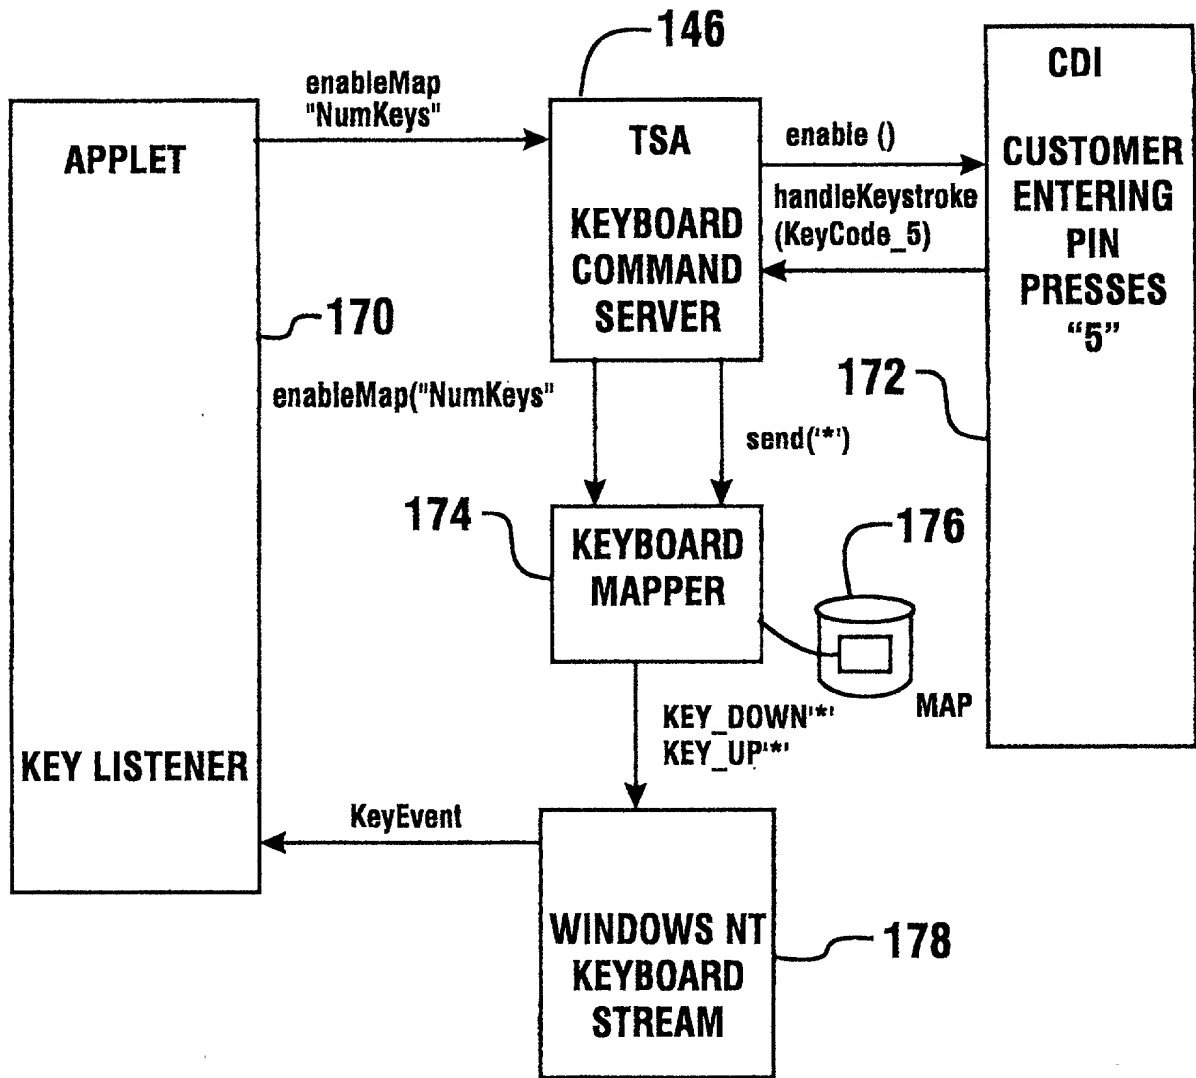 146
CDI
CUSTOMER
ENTERING
PIN
PRESSES
“5”
enableMap
"NumKeys"
APPLET
TSA
KEYBOARD
COMMAND
SERVER
enable ()
handleKeystroke
(KeyCode_5)
170
172
enableMap("NumKeys"
send('*')
174
KEYBOARD
MAPPER
176
MAP
KEY_DOWN'*'
KEY_UP'*'
KEY LISTENER
KeyEvent
WINDOWS NT
KEYBOARD
STREAM
178